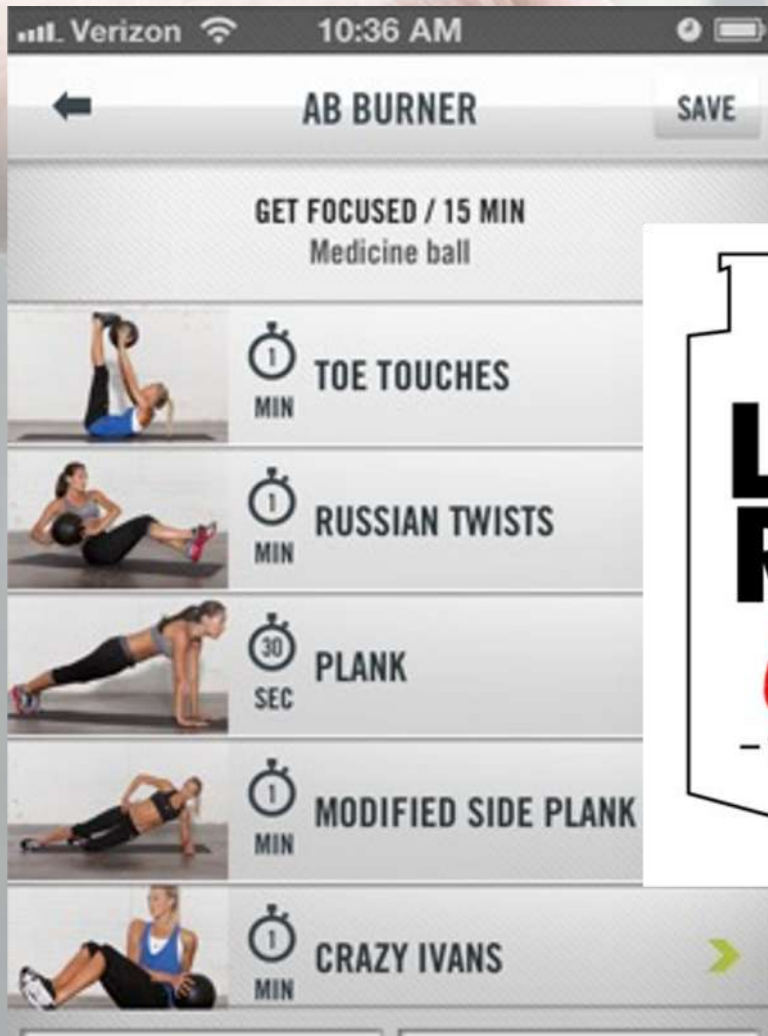 Verizon 10:36 AM
AB BURNER SAVE
GET FOCUSED / 15 MIN
Medicine ball
1 MIN TOE TOUCHES
1 MIN RUSSIAN TWISTS
30 SEC PLANK
1 MIN MODIFIED SIDE PLANK
1 MIN CRAZY IVANS